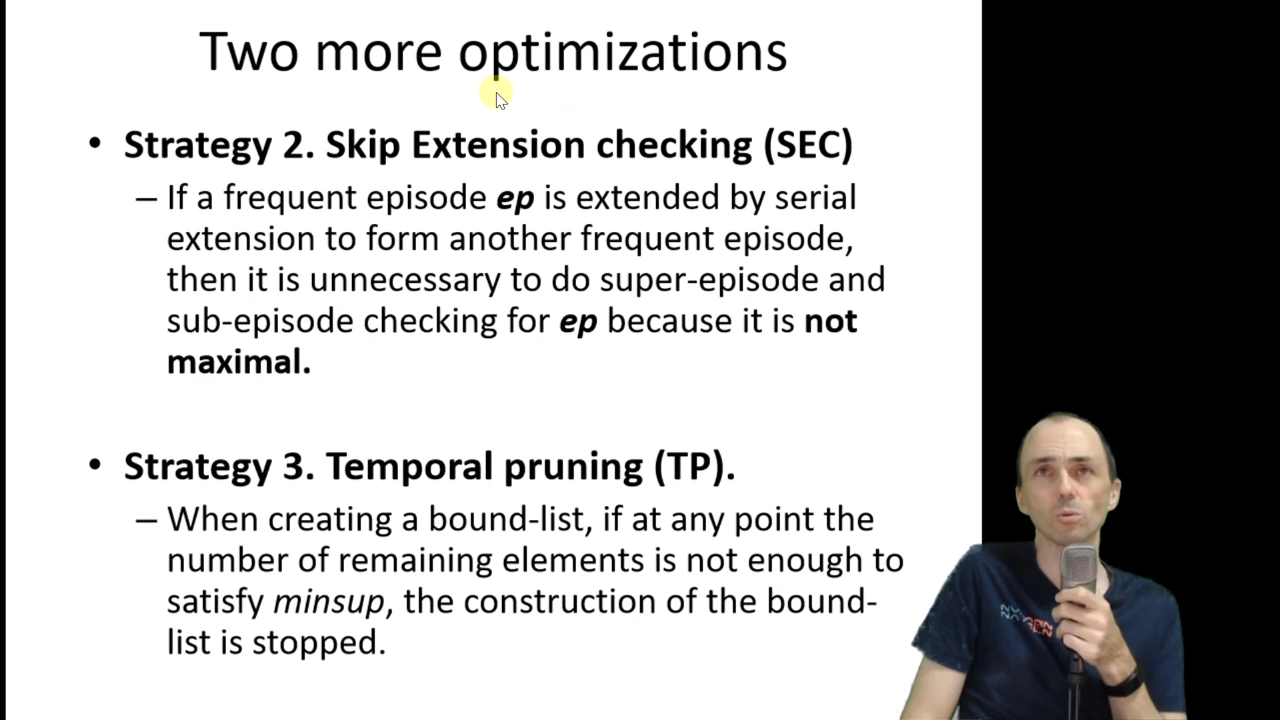 Two more optimizations
• Strategy 2. Skip Extension checking (SEC)
– If a frequent episode ep is extended by serial
extension to form another frequent episode,
then it is unnecessary to do super-episode and
sub-episode checking for ep because it is not
maximal.
• Strategy 3. Temporal pruning (TP).
– When creating a bound-list, if at any point the
number of remaining elements is not enough to
satisfy minsup, the construction of the bound-
list is stopped.